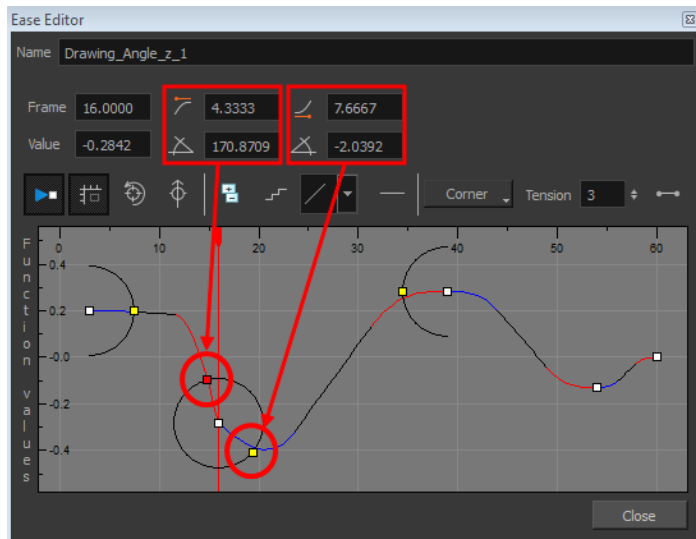 Ease Editor
Name Drawing_Angle_z_1
Frame 16.0000 4.3333 7.6667
Value -0.2842 170.8709 -2.0392
Corner Tension 3
Function values
0 10 20 30 40 50 60
-0.4
-0.2
-0.0
-0.2
-0.4
Close